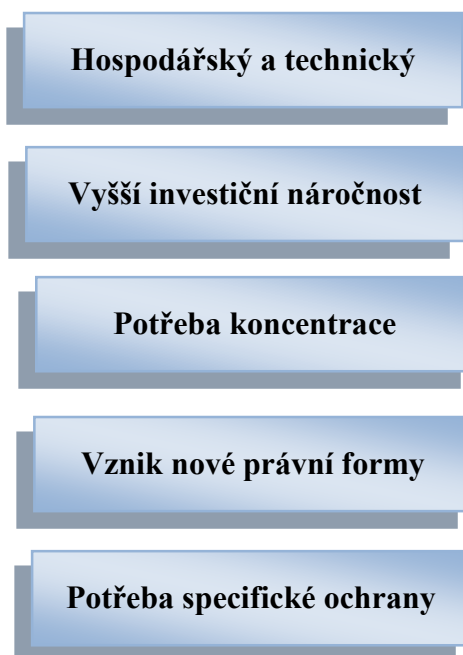 Hospodářský a technický
Vyšší investiční náročnost
Potřeba koncentrace
Vznik nové právní formy
Potřeba specifické ochrany